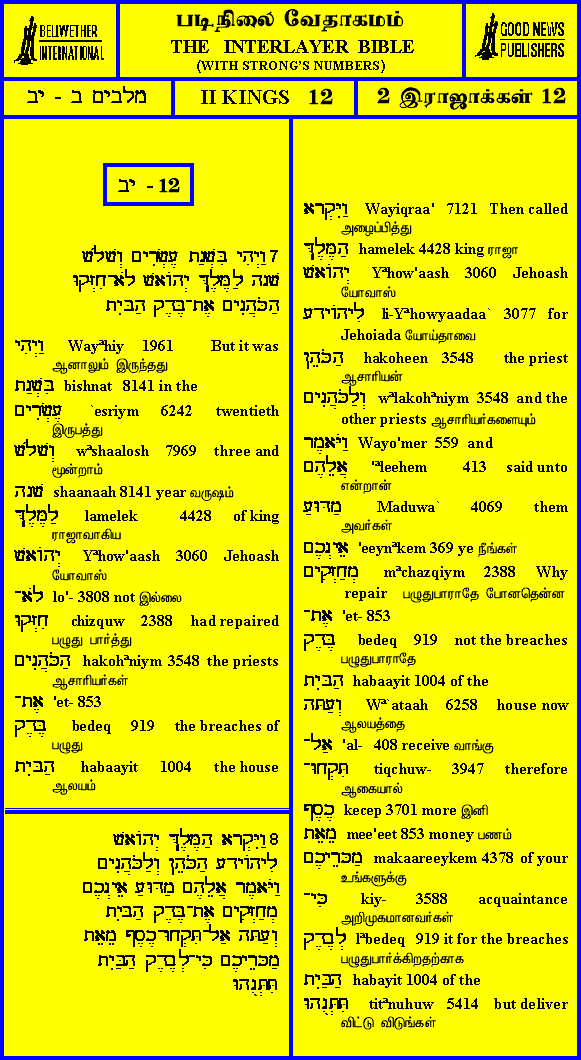 BELLWETHER
INTERNATIONAL
படிநிலை வேதாகமம்
THE INTERLAYER BIBLE
(WITH STRONG'S NUMBERS)
GOOD NEWS
PUBLISHERS
מלבים ב - יב
II KINGS 12
2 இராஜாக்கள் 12
יב - 12
7 וַיְהִי בִּשְׁנַת עֶשְׂרִים וְשָׁלֹשׁ
שָׁנָה לַמֶּלֶךְ יְהוֹאָשׁ לֹא־חִזְּקוּ
הַכֹּהֲנִים אֶת־בֶּדֶק הַבָּיִת
וַיְהִי Wayᵃhiy 1961 But it was
ஆனாலும் இருந்தது
בִּשְׁנַת bishnat 8141 in the
עֶשְׂרִים `esriym 6242 twentieth
இருபத்து
וְשָׁלֹשׁ wᵃshaalosh 7969 three and
மூன்றாம்
שָׁנָה shaanaah 8141 year வருஷம்
לַמֶּלֶךְ lamelek 4428 of king
ராஜாவாகிய
יְהוֹאָשׁ Yᵃhow'aash 3060 Jehoash
யோவாஸ்
לֹא־ lo'- 3808 not இல்லை
חִזְּקוּ chizquw 2388 had repaired
பழுது பார்த்து
הַכֹּהֲנִים hakohᵃniym 3548 the priests
ஆசாரியர்கள்
אֶת־ 'et- 853
בֶּדֶק bedeq 919 the breaches of
பழுது
הַבָּיִת habaayit 1004 the house
ஆலயம்
8 וַיִּקְרָא הַמֶּלֶךְ יְהוֹאָשׁ
לִיהוֹיָדָע הַכֹּהֵן וְלַכֹּהֲנִים
וַיֹּאמֶר אֲלֵהֶם מַדּוּעַ אֵינְכֶם
מְחַזְּקִים אֶת־בֶּדֶק הַבָּיִת
וְעַתָּה אַל־תִּקְחוּ־כֶסֶף מֵאֵת
מַכָּרֵיכֶם כִּי־לְבֶדֶק הַבַּיִת
תִּתְּנֻהוּ
וַיִּקְרָא Wayiqraa' 7121 Then called
அழைப்பித்து
הַמֶּלֶךְ hamelek 4428 king ராஜா
יְהוֹאָשׁ Yᵃhow'aash 3060 Jehoash
யோவாஸ்
לִיהוֹיָדָע li-Yᵃhowyaadaa` 3077 for
Jehoiada யோய்தாவை
הַכֹּהֵן hakoheen 3548 the priest
ஆசாரியன்
וְלַכֹּהֲנִים wᵃlakohᵃniym 3548 and the
other priests ஆசாரியர்களையும்
וַיֹּאמֶר Wayo'mer 559 and
אֲלֵהֶם 'ᵃleehem 413 said unto
என்றான்
מַדּוּעַ Maduwa` 4069 them
அவர்கள்
אֵינְכֶם 'eeynᵃkem 369 ye நீங்கள்
מְחַזְּקִים mᵃchazqiym 2388 Why
repair பழுதுபாராதே போனதென்ன
אֶת־ 'et- 853
בֶּדֶק bedeq 919 not the breaches
பழுதுபாராதே
הַבָּיִת habaayit 1004 of the
וְעַתָּה Wᵃ`ataah 6258 house now
ஆலயத்தை
אַל־ 'al- 408 receive வாங்கு
תִּקְחוּ־ tiqchuw- 3947 therefore
ஆகையால்
כֶסֶף kecep 3701 more இனி
מֵאֵת mee'eet 853 money பணம்
מַכָּרֵיכֶם makaareeykem 4378 of your
உங்களுக்கு
כִּי־ kiy- 3588 acquaintance
அறிமுகமானவர்கள்
לְבֶדֶק lᵃbedeq 919 it for the breaches
பழுதுபார்க்கிறதற்காக
הַבַּיִת habayit 1004 of the
תִּתְּנֻהוּ titᵃnuhuw 5414 but deliver
விட்டு விடுங்கள்